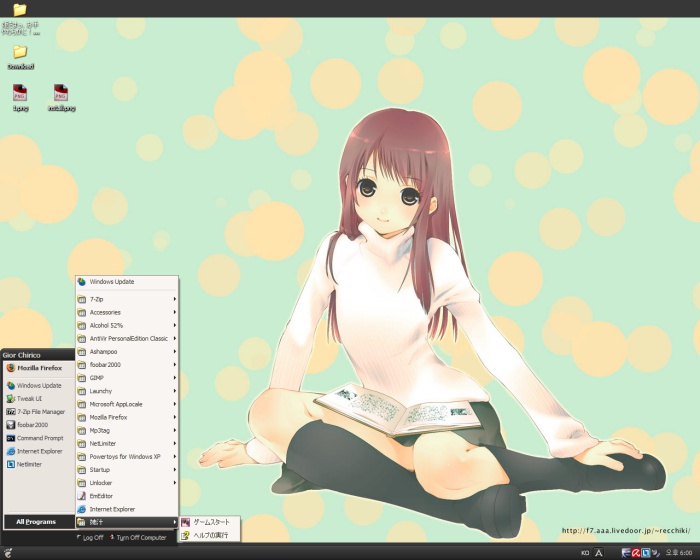 Download
b.png
install.png
Windows Update
7-Zip
Accessories
Alcohol 52%
AntiVir PersonalEdition Classic
Ashampoo
foobar2000
GIMP
Launchy
Microsoft AppLocale
Mozilla Firefox
Mp3tag
NetLimiter
Powertoys for Windows XP
Startup
Unlocker
EmEditor
Internet Explorer
Gior Chirico
Mozilla Firefox
Windows Update
Tweak UI
7-Zip File Manager
foobar2000
Command Prompt
Internet Explorer
Netlimiter
All Programs
Log Off
Turn Off Computer
ゲームスタート
ヘルプの実行
http://f7.aaa.livedoor.jp/~recchiki/
KO
A
오후 6:00